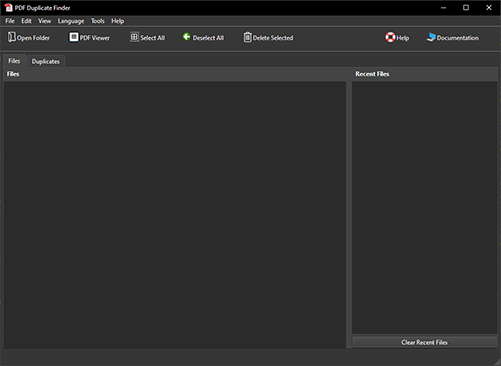 PDF Duplicate Finder
File Edit View Language Tools Help
Open Folder PDF Viewer Select All Deselect All Delete Selected Help Documentation
Files Duplicates
Files Recent Files
Clear Recent Files